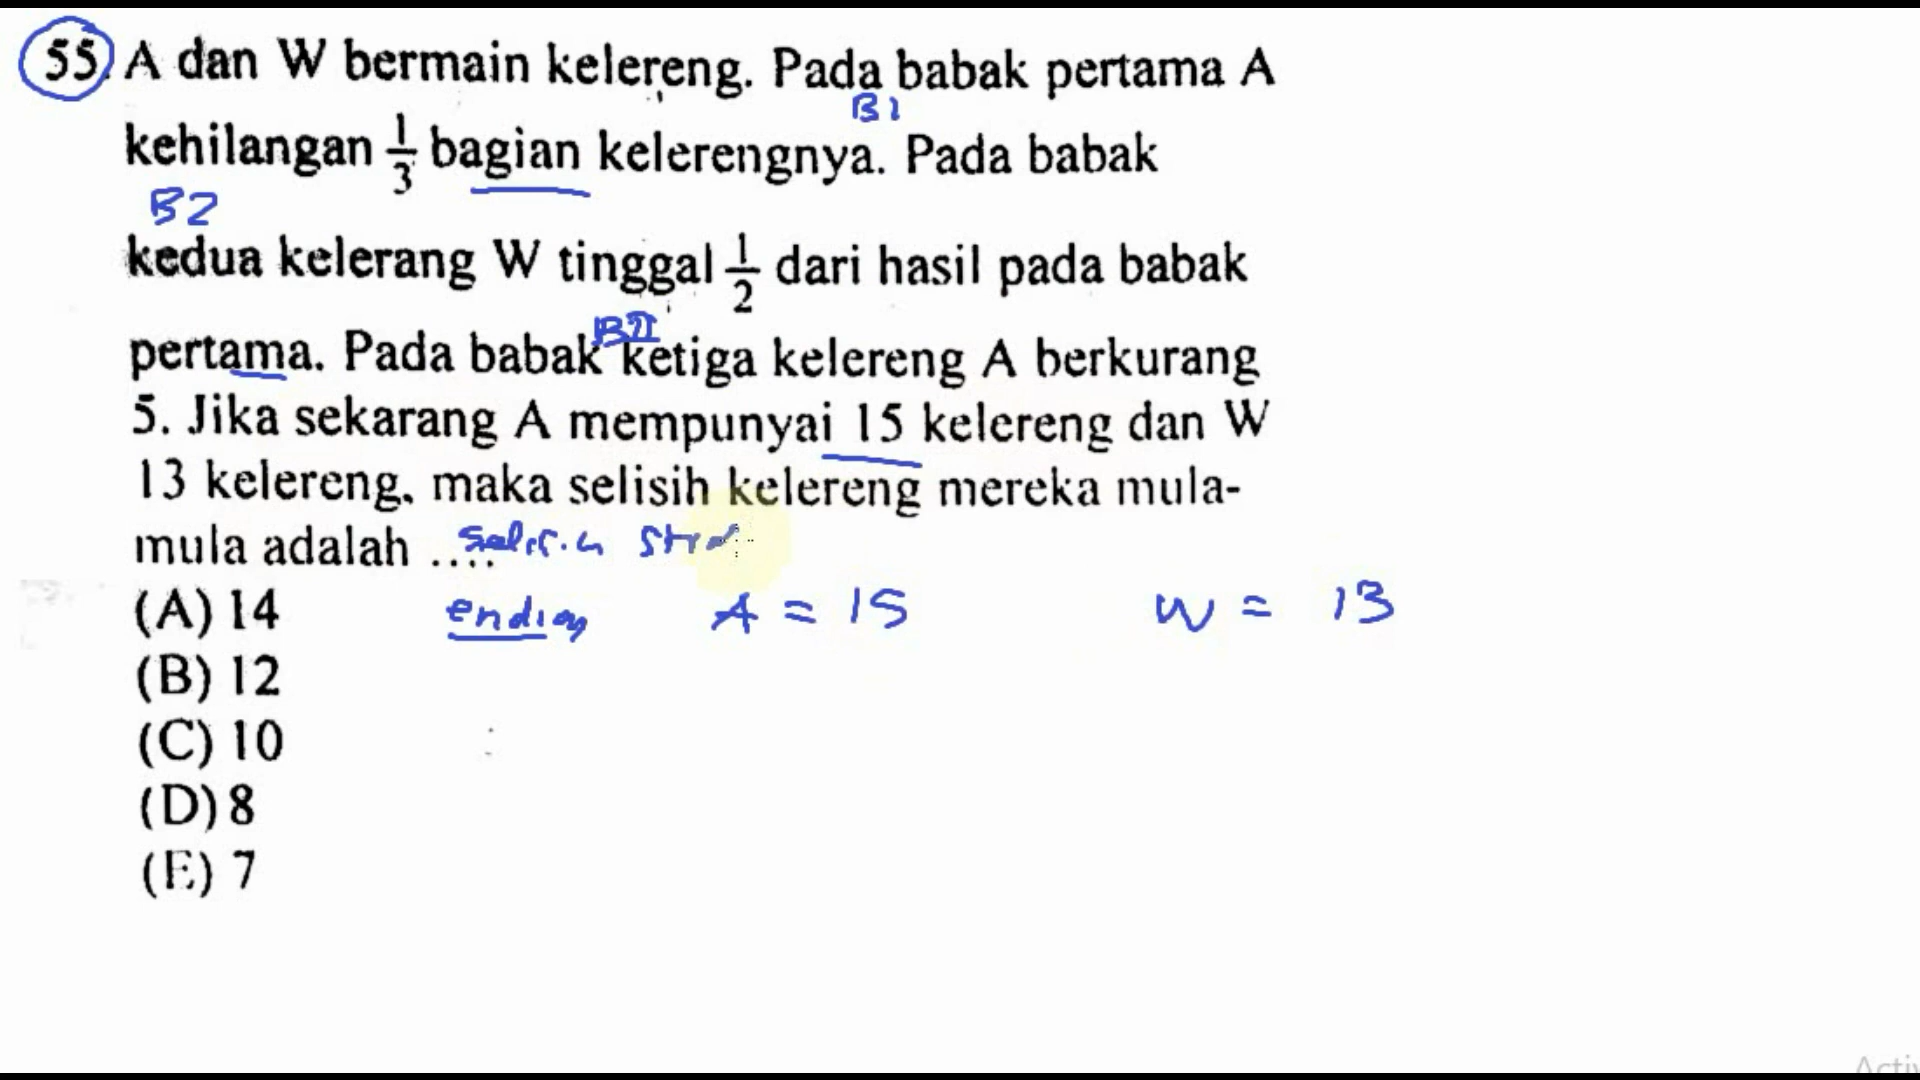 55. A dan W bermain kelereng. Pada babak pertama A
B1
kehilangan 1/3 bagian kelerengnya. Pada babak
B2
kedua kelerang W tinggal 1/2 dari hasil pada babak
pertama. Pada babak ketiga kelereng A berkurang
5. Jika sekarang A mempunyai 15 kelereng dan W
13 kelereng, maka selisih kelereng mereka mula-
mula adalah ....
(A) 14
A = 15 W = 13
(B) 12
(C) 10
(D) 8
(E) 7